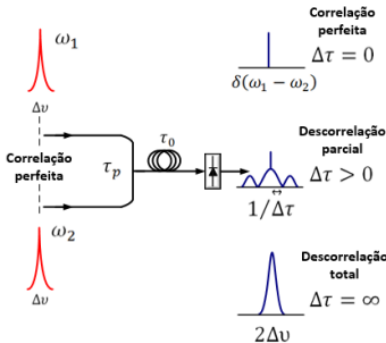 ω₁
Δυ
Correlação
perfeita
τₚ
τ₀
ω₂
Δυ
Correlação
perfeita
Δτ = 0
δ(ω₁ − ω₂)
Descorrelação
parcial
Δτ > 0
↔
1/Δτ
Descorrelação
total
Δτ = ∞
2Δυ